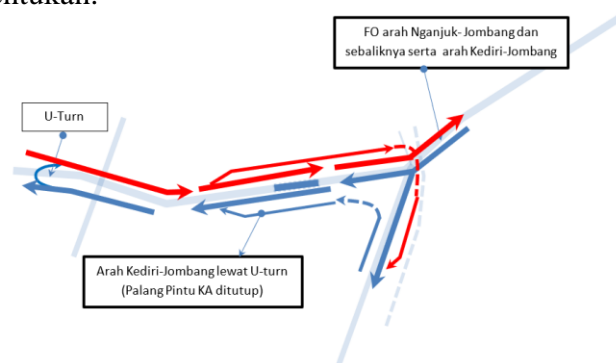 FO arah Nganjuk- Jombang dan
sebaliknya serta arah Kediri-Jombang
U-Turn
Arah Kediri-Jombang lewat U-turn
(Palang Pintu KA ditutup)